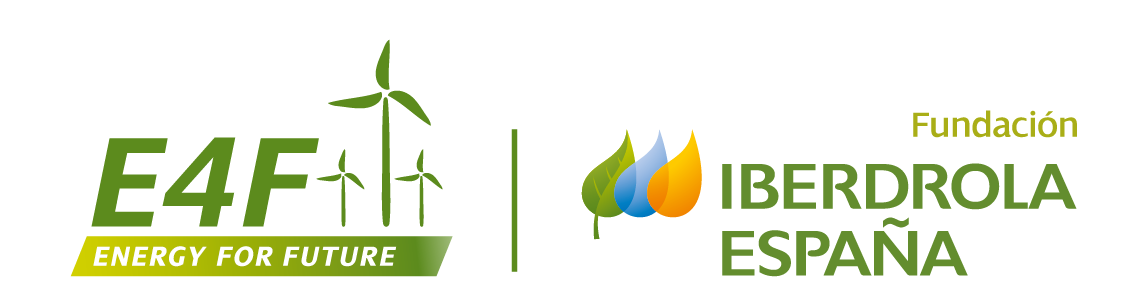 E4F
ENERGY FOR FUTURE
Fundación
IBERDROLA
ESPAÑA